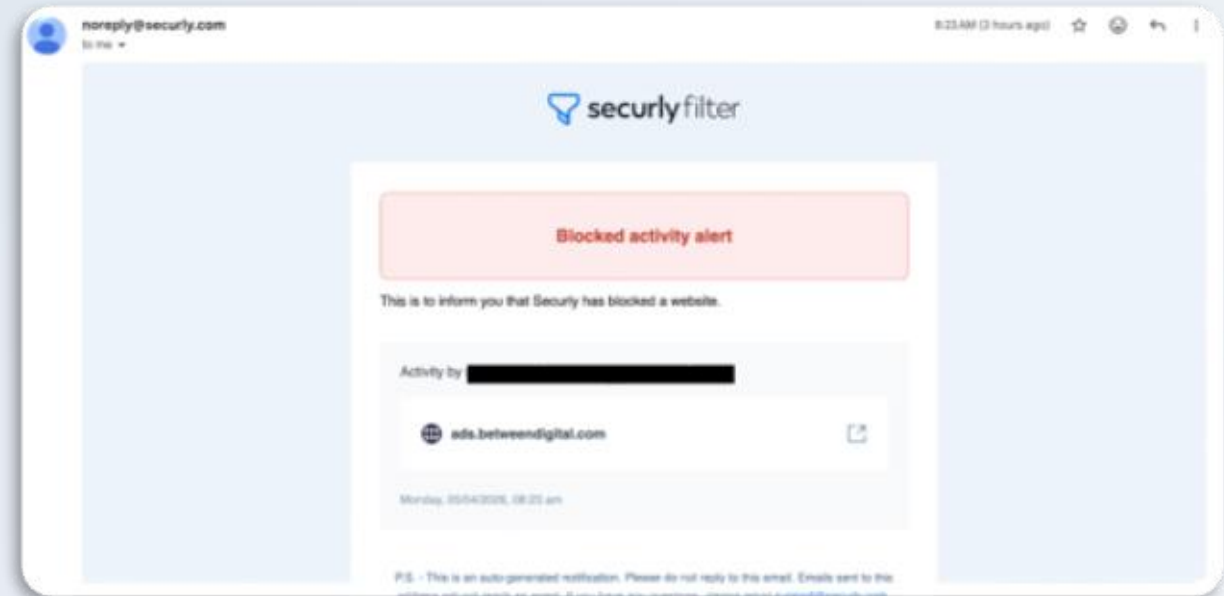 noreply@securly.com
8:23 AM (3 hours ago)
to me
securlyfilter
Blocked activity alert
This is to inform you that Securly has blocked a website.
Activity by
ads.betweendigital.com
Monday, 05/04/2026, 08:23 am
P.S. - This is an auto-generated notification. Please do not reply to this email. Emails sent to this